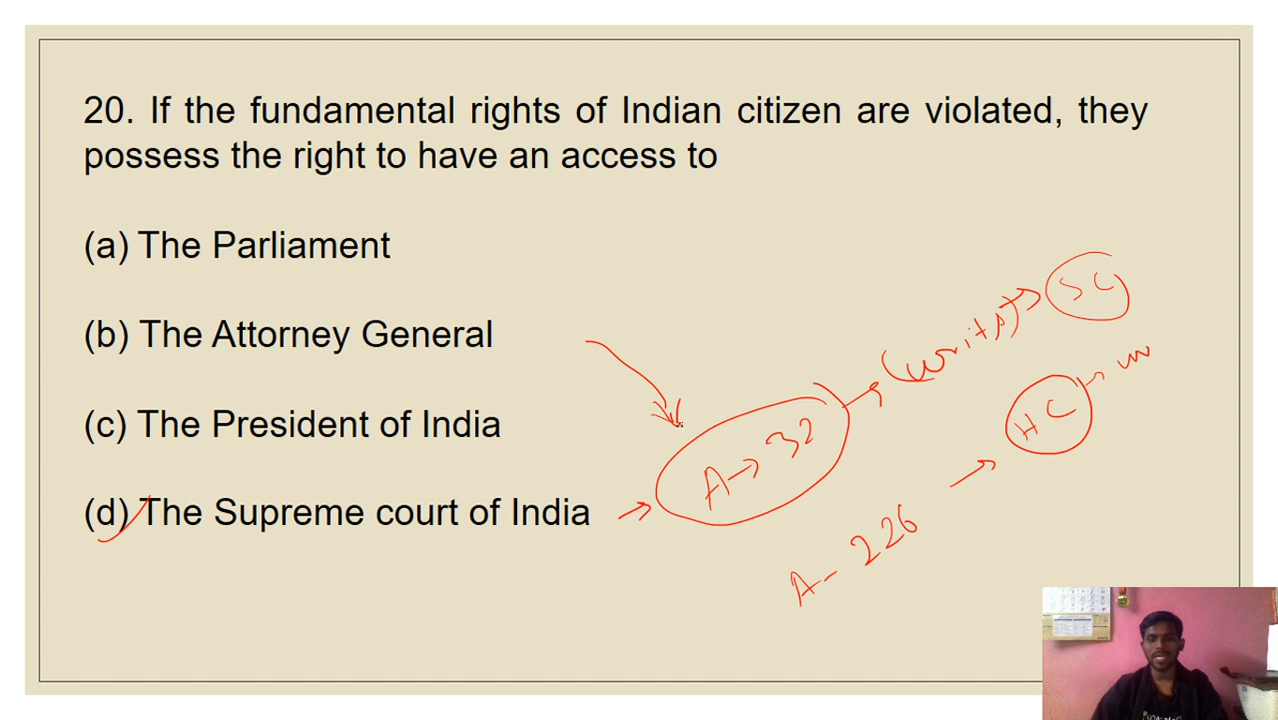 20. If the fundamental rights of Indian citizen are violated, they
possess the right to have an access to
(a) The Parliament
(b) The Attorney General
(c) The President of India
(d) The Supreme court of India
A→32
(writs)
SC
A-226
HC